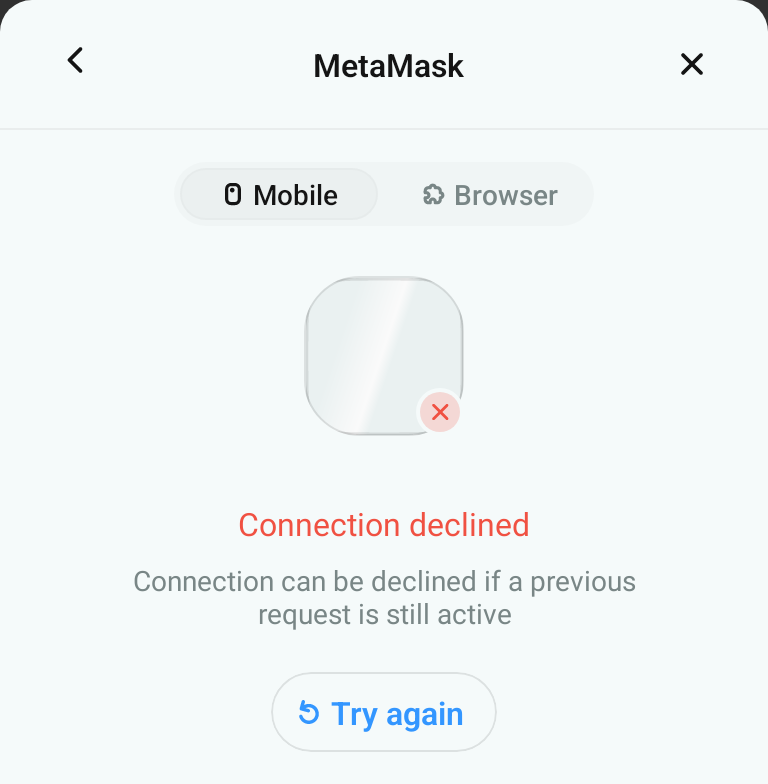 MetaMask
Mobile
Browser
Connection declined
Connection can be declined if a previous
request is still active
Try again